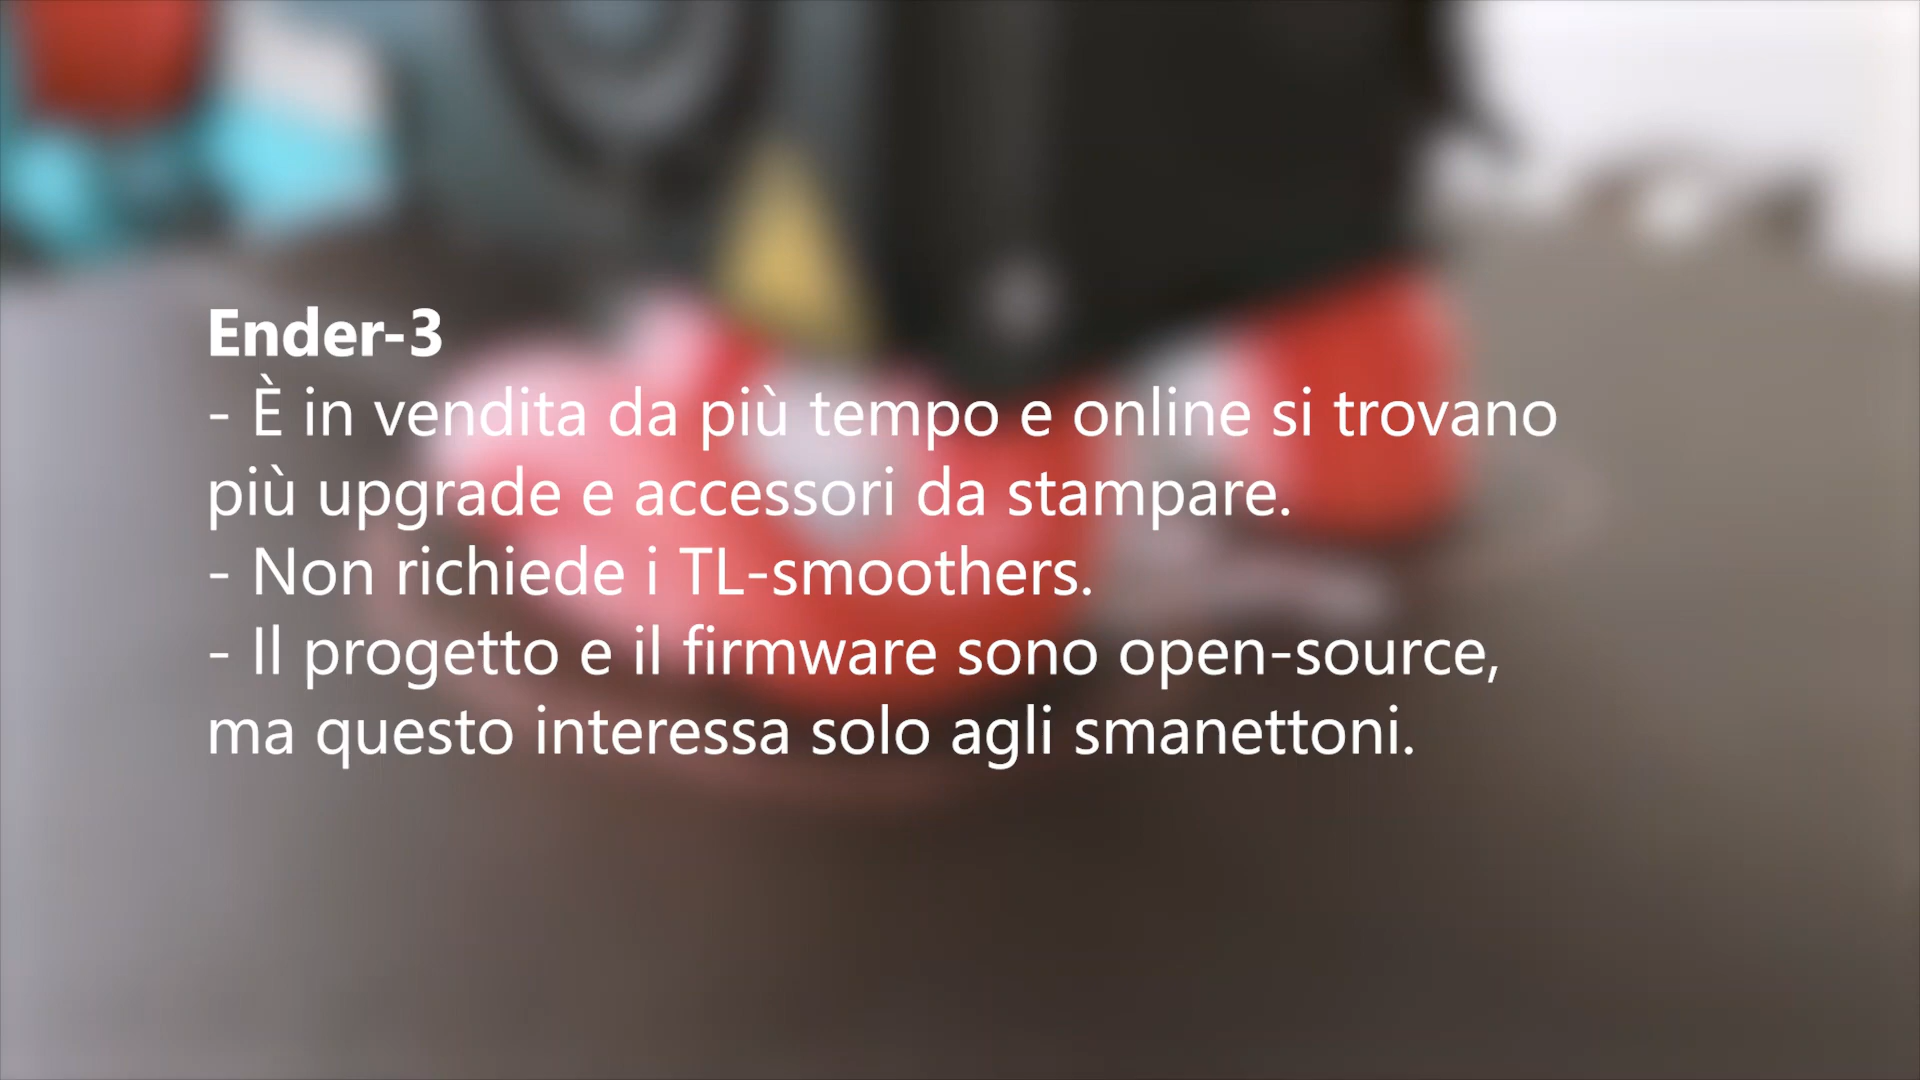 Ender-3
- È in vendita da più tempo e online si trovano
più upgrade e accessori da stampare.
- Non richiede i TL-smoothers.
- Il progetto e il firmware sono open-source,
ma questo interessa solo agli smanettoni.